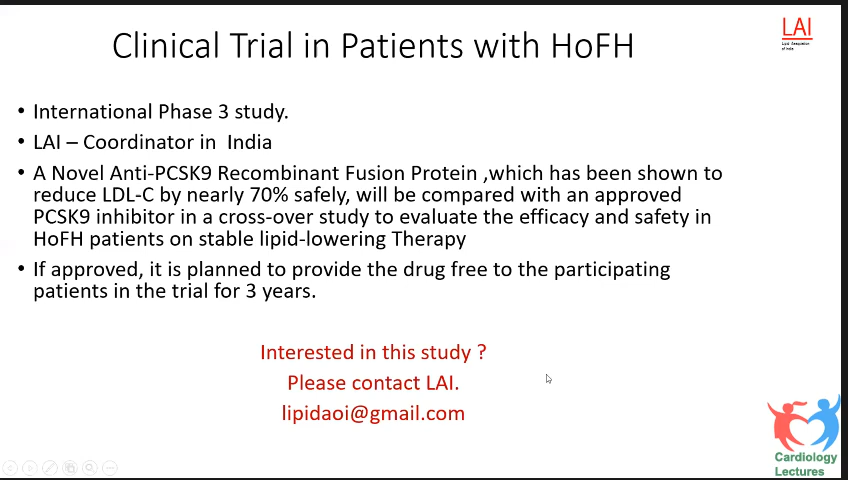 Clinical Trial in Patients with HoFH
LAI
Lipid Association
of India
• International Phase 3 study.
• LAI – Coordinator in India
• A Novel Anti-PCSK9 Recombinant Fusion Protein ,which has been shown to
reduce LDL-C by nearly 70% safely, will be compared with an approved
PCSK9 inhibitor in a cross-over study to evaluate the efficacy and safety in
HoFH patients on stable lipid-lowering Therapy
• If approved, it is planned to provide the drug free to the participating
patients in the trial for 3 years.
Interested in this study ?
Please contact LAI.
lipidaoi@gmail.com
Cardiology
Lectures